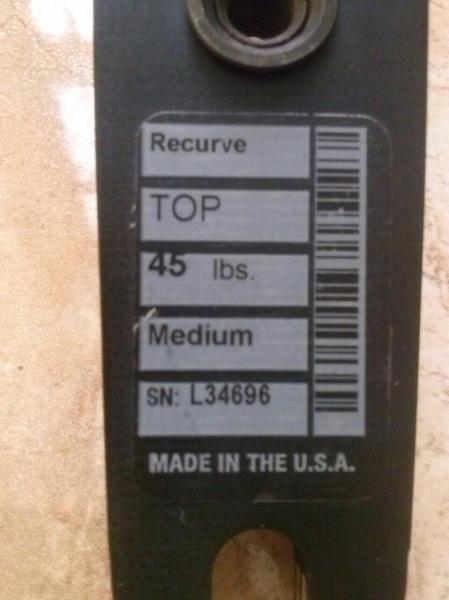 Recurve
TOP
45 lbs.
Medium
SN: L34696
MADE IN THE U.S.A.